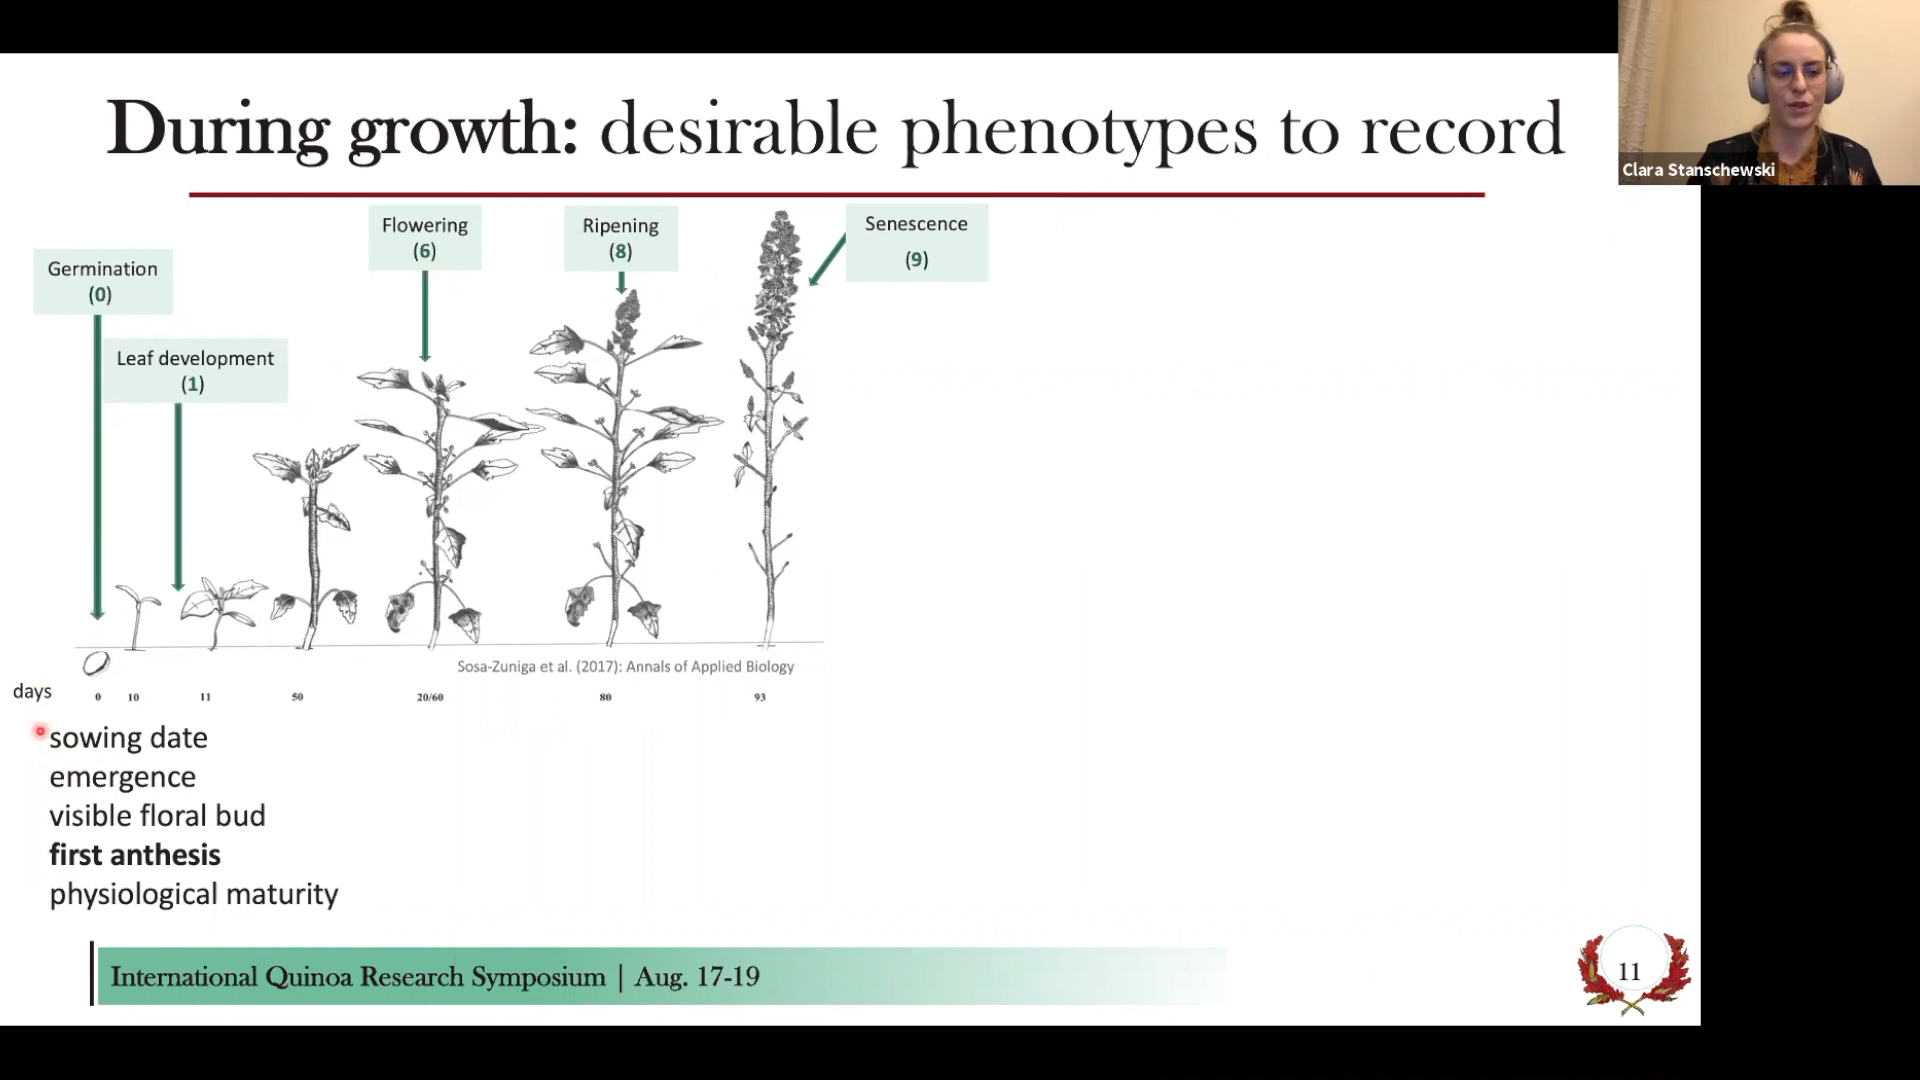 During growth: desirable phenotypes to record
Clara Stanschewski
Germination
(0)
Leaf development
(1)
Flowering
(6)
Ripening
(8)
Senescence
(9)
Sosa-Zuniga et al. (2017): Annals of Applied Biology
days 0 10 11 50 20/60 80 93
sowing date
emergence
visible floral bud
first anthesis
physiological maturity
International Quinoa Research Symposium | Aug. 17-19
11